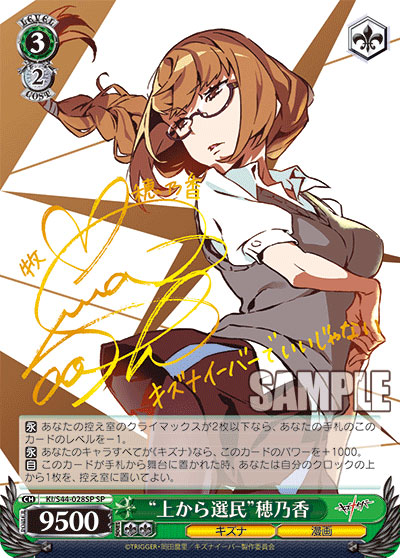 LEVEL
3
2
COST
穂乃香
牧
キズナイーバーでいいじゃない
SAMPLE
永 あなたの控え室のクライマックスが2枚以下なら、あなたの手札のこのカードのレベルを-1。
永 あなたのキャラすべてが《キズナ》なら、このカードのパワーを+1000。
自 このカードが手札から舞台に置かれた時、あなたは自分のクロックの上から1枚を、控え室に置いてよい。
CH
KI/S44-028SP SP
9500
“上から選民”穂乃香
キズナイーバー
キズナ
漫画
©TRIGGER・岡田麿里／キズナイーバー製作委員会